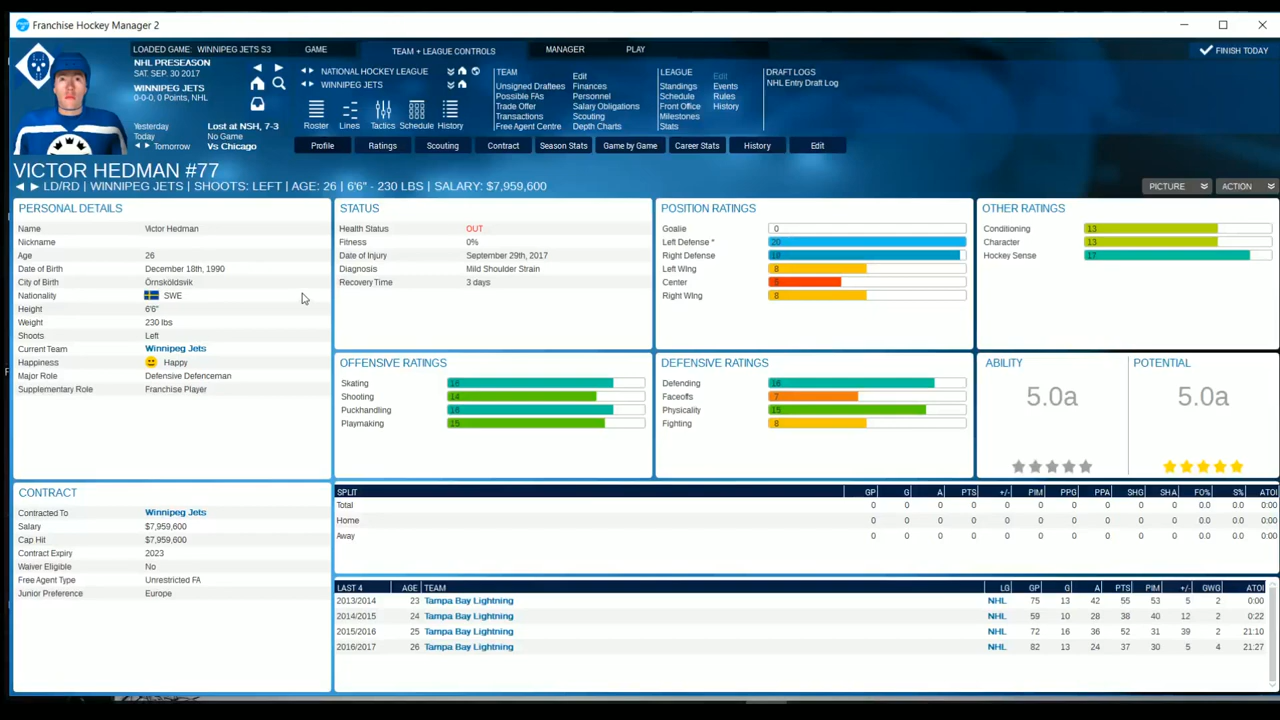 Franchise Hockey Manager 2
LOADED GAME: WINNIPEG JETS S3
GAME
TEAM + LEAGUE CONTROLS
MANAGER
PLAY
FINISH TODAY
NHL PRESEASON
SAT. SEP. 30 2017
WINNIPEG JETS
0-0-0, 0 Points, NHL
Yesterday Lost at NSH, 7-3
Today No Game
Tomorrow Vs Chicago
NATIONAL HOCKEY LEAGUE
WINNIPEG JETS
Roster Lines Tactics Schedule History
TEAM
Unsigned Draftees
Possible FAs
Trade Offer
Transactions
Free Agent Centre
Edit
Finances
Personnel
Salary Obligations
Scouting
Depth Charts
LEAGUE
Standings
Schedule
Front Office
Milestones
Stats
Edit
Events
Rules
History
DRAFT LOGS
NHL Entry Draft Log
Profile Ratings Scouting Contract Season Stats Game by Game Career Stats History Edit
VICTOR HEDMAN #77
LD/RD | WINNIPEG JETS | SHOOTS: LEFT | AGE: 26 | 6'6" - 230 LBS | SALARY: $7,959,600
PICTURE ACTION
PERSONAL DETAILS
Name Victor Hedman
Nickname
Age 26
Date of Birth December 18th, 1990
City of Birth Örnsköldsvik
Nationality SWE
Height 6'6"
Weight 230 lbs
Shoots Left
Current Team Winnipeg Jets
Happiness Happy
Major Role Defensive Defenceman
Supplementary Role Franchise Player
STATUS
Health Status OUT
Fitness 0%
Date of Injury September 29th, 2017
Diagnosis Mild Shoulder Strain
Recovery Time 3 days
POSITION RATINGS
Goalie 0
Left Defense * 20
Right Defense
Left Wing 8
Center 5
Right Wing 8
OTHER RATINGS
Conditioning 13
Character 13
Hockey Sense 17
OFFENSIVE RATINGS
Skating 16
Shooting 14
Puckhandling 16
Playmaking 15
DEFENSIVE RATINGS
Defending 16
Faceoffs 7
Physicality 15
Fighting 8
ABILITY
5.0a
POTENTIAL
5.0a
CONTRACT
Contracted To Winnipeg Jets
Salary $7,959,600
Cap Hit $7,959,600
Contract Expiry 2023
Waiver Eligible No
Free Agent Type Unrestricted FA
Junior Preference Europe
SPLIT GP G A PTS +/- PIM PPG PPA SHG SHA FO% S% ATOI
Total 0 0 0 0 0 0 0 0 0 0 0.0 0.0 0:00
Home 0 0 0 0 0 0 0 0 0 0 0.0 0.0 0:00
Away 0 0 0 0 0 0 0 0 0 0 0.0 0.0 0:00
LAST 4 AGE TEAM LG GP G A PTS PIM +/- GWG ATOI
2013/2014 23 Tampa Bay Lightning NHL 75 13 42 55 53 5 2 0:00
2014/2015 24 Tampa Bay Lightning NHL 59 10 28 38 40 12 2 0:22
2015/2016 25 Tampa Bay Lightning NHL 72 16 36 52 31 39 2 21:10
2016/2017 26 Tampa Bay Lightning NHL 82 13 24 37 30 5 4 21:27